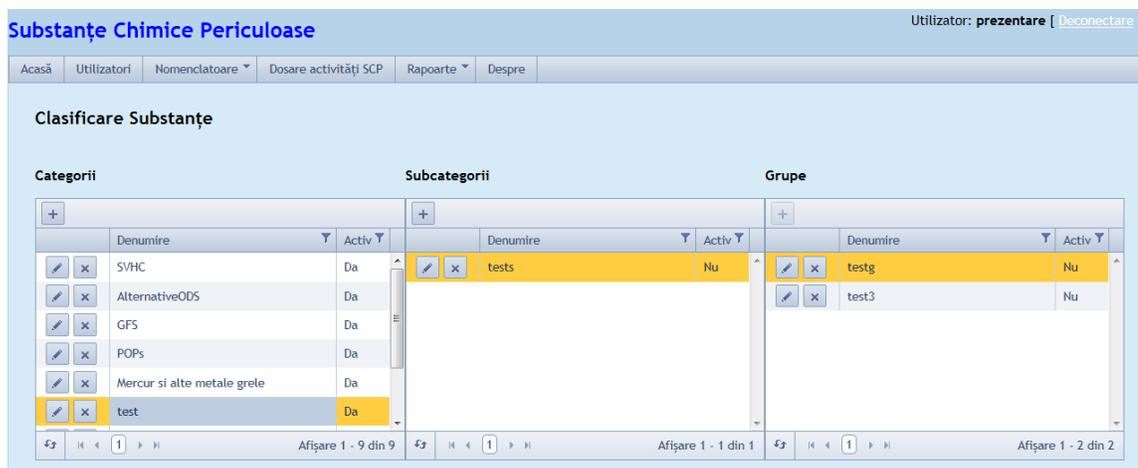 Substanțe Chimice Periculoase
Utilizator: prezentare [ Deconectare
Acasă Utilizatori Nomenclatoare Dosare activități SCP Rapoarte Despre
Clasificare Substanțe
Categorii
+
Denumire Activ
SVHC Da
AlternativeODS Da
GFS Da
POPs Da
Mercur si alte metale grele Da
test Da
1 Afișare 1 - 9 din 9
Subcategorii
+
Denumire Activ
tests Nu
1 Afișare 1 - 1 din 1
Grupe
+
Denumire Activ
testg Nu
test3 Nu
1 Afișare 1 - 2 din 2